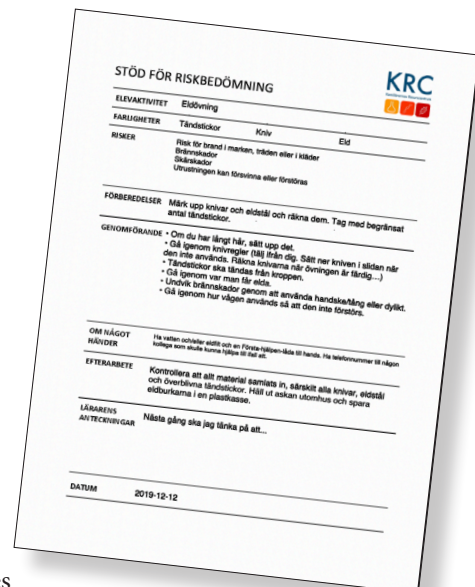 STÖD FÖR RISKBEDÖMNING
KRC
ELEVAKTIVITET Eldövning
FARLIGHETER Tändstickor Kniv Eld
RISKER Risk för brand i marken, träden eller i kläder
Brännskador
Skärskador
Utrustningen kan försvinna eller förstöras
FÖRBEREDELSER Märk upp knivar och eldstål och räkna dem. Tag med begränsat
antal tändstickor.
GENOMFÖRANDE • Om du har långt hår, sätt upp det.
• Gå igenom knivregler (tälj ifrån dig. Sätt ner kniven i slidan när
den inte används. Räkna knivarna när övningen är färdig…)
• Tändstickor ska tändas från kroppen.
• Gå igenom var man får elda.
• Undvik brännskador genom att använda handske/tång eller dylikt.
• Gå igenom hur vågen används så att den inte förstörs.
OM NÅGOT
HÄNDER
Ha vatten och/eller eldfilt och en Första-hjälpen-låda till hands. Ha telefonnummer till någon
kollega som skulle kunna hjälpa till ifall att.
EFTERARBETE Kontrollera att allt material samlats in, särskilt alla knivar, eldstål
och överblivna tändstickor. Häll ut askan utomhus och spara
eldburkarna i en plastkasse.
LÄRARENS
ANTECKNINGAR
Nästa gång ska jag tänka på att...
DATUM 2019-12-12
es